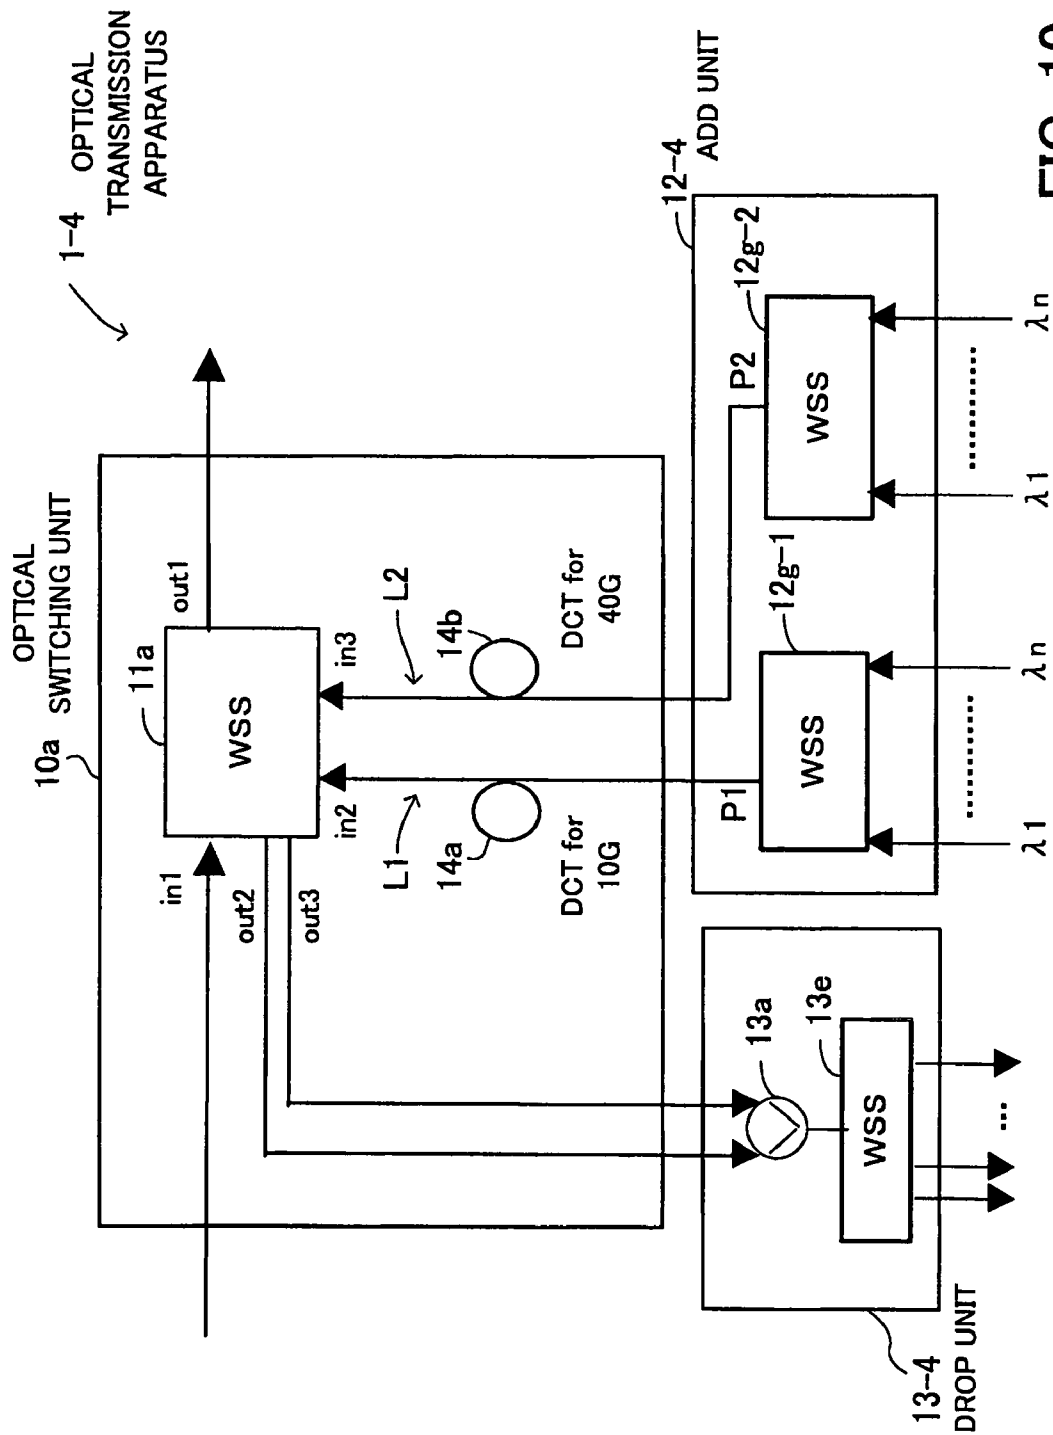 OPTICAL
SWITCHING UNIT
10a
OPTICAL
TRANSMISSION
APPARATUS
1-4
11a
in1
out1
WSS
out2
out3
in2
in3
L1
L2
14a
14b
DCT for
10G
DCT for
40G
13-4
DROP UNIT
13a
13e
WSS
...
12-4
ADD UNIT
P1
12g-1
WSS
P2
12g-2
WSS
λ1
λn
λ1
λn
FIG.